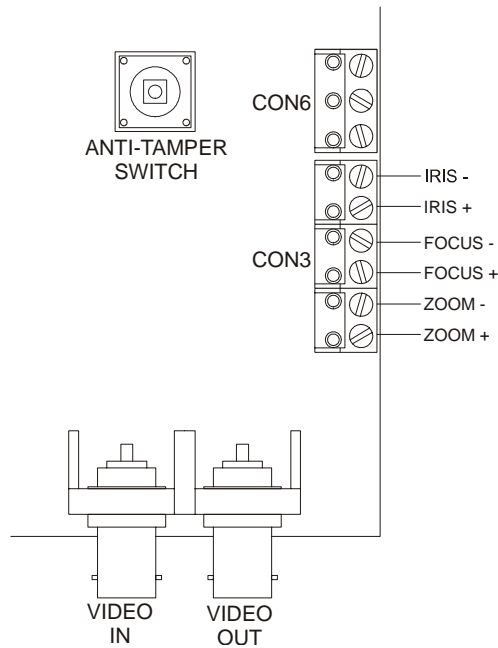 CON6
ANTI-TAMPER
SWITCH
IRIS -
IRIS +
CON3
FOCUS -
FOCUS +
ZOOM -
ZOOM +
VIDEO
IN
VIDEO
OUT